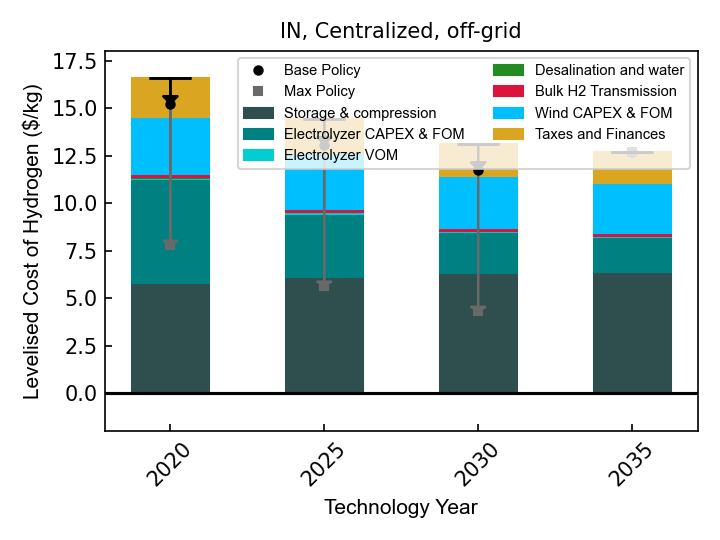 IN, Centralized, off-grid
Levelised Cost of Hydrogen ($/kg)
17.5
15.0
12.5
10.0
7.5
5.0
2.5
0.0
Base Policy
Max Policy
Storage & compression
Electrolyzer CAPEX & FOM
Electrolyzer VOM
Desalination and water
Bulk H2 Transmission
Wind CAPEX & FOM
Taxes and Finances
2020
2025
2030
2035
Technology Year